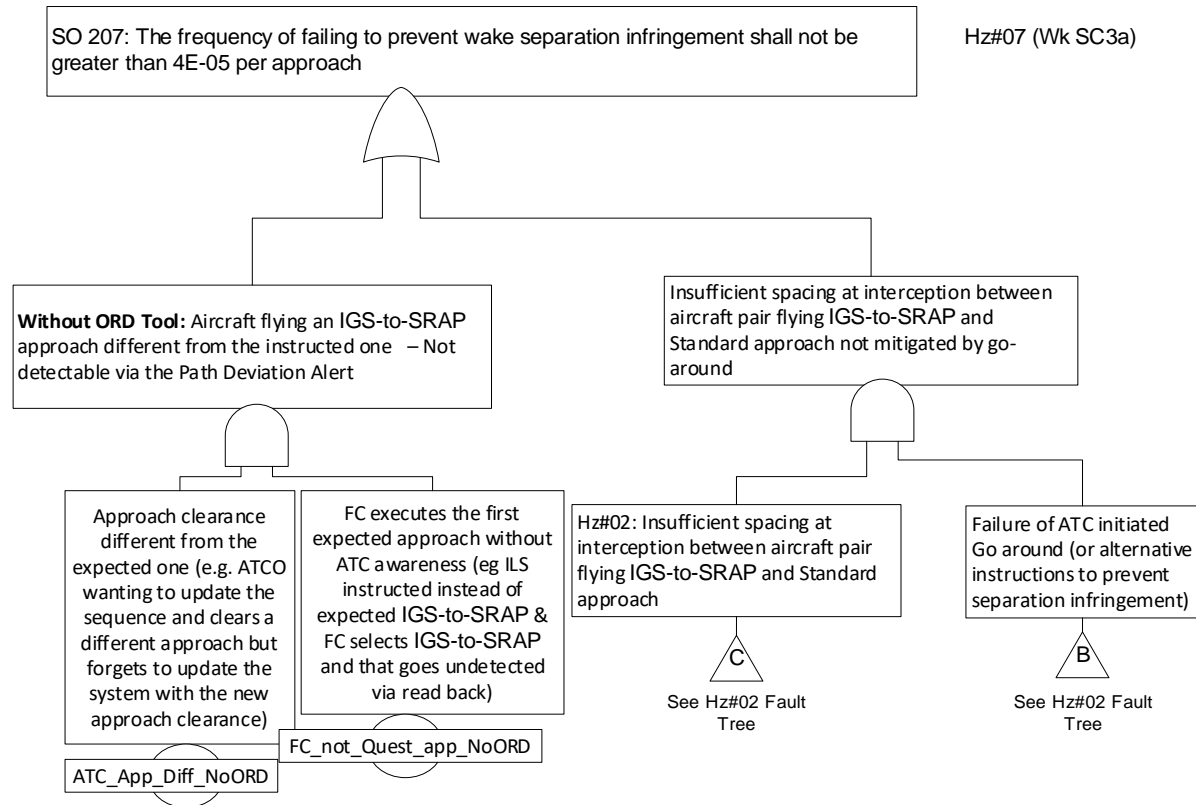 SO 207: The frequency of failing to prevent wake separation infringement shall not be
greater than 4E-05 per approach
Hz#07 (Wk SC3a)
Without ORD Tool: Aircraft flying an IGS-to-SRAP
approach different from the instructed one – Not
detectable via the Path Deviation Alert
Insufficient spacing at interception between
aircraft pair flying IGS-to-SRAP and
Standard approach not mitigated by go-
around
Approach clearance
different from the
expected one (e.g. ATCO
wanting to update the
sequence and clears a
different approach but
forgets to update the
system with the new
approach clearance)
ATC_App_Diff_NoORD
FC executes the first
expected approach without
ATC awareness (eg ILS
instructed instead of
expected IGS-to-SRAP &
FC selects IGS-to-SRAP
and that goes undetected
via read back)
FC_not_Quest_app_NoORD
Hz#02: Insufficient spacing at
interception between aircraft pair
flying IGS-to-SRAP and Standard
approach
C
See Hz#02 Fault
Tree
Failure of ATC initiated
Go around (or alternative
instructions to prevent
separation infringement)
B
See Hz#02 Fault
Tree